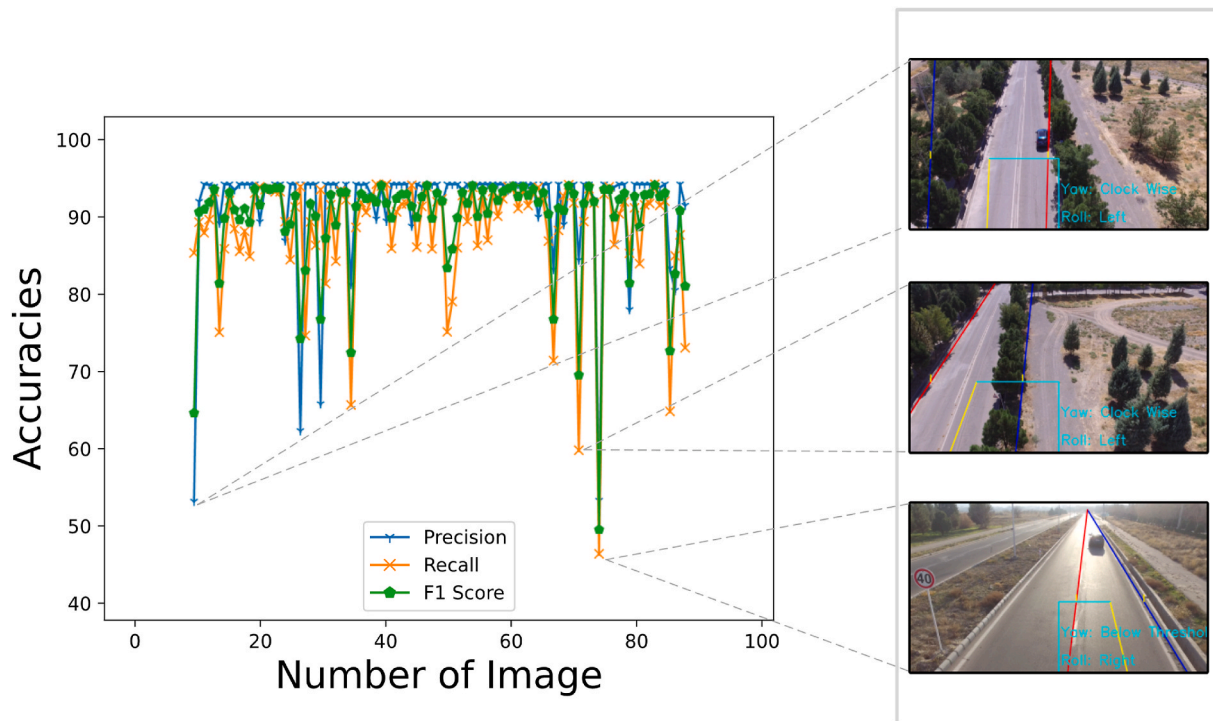 Accuracies
100
90
80
70
60
50
40
0
20
40
60
80
100
Number of Image
Precision
Recall
F1 Score
Yaw: Clock Wise
Roll: Left
Yaw: Clock Wise
Roll: Left
40
Yaw: Below Threshol
Roll: Right